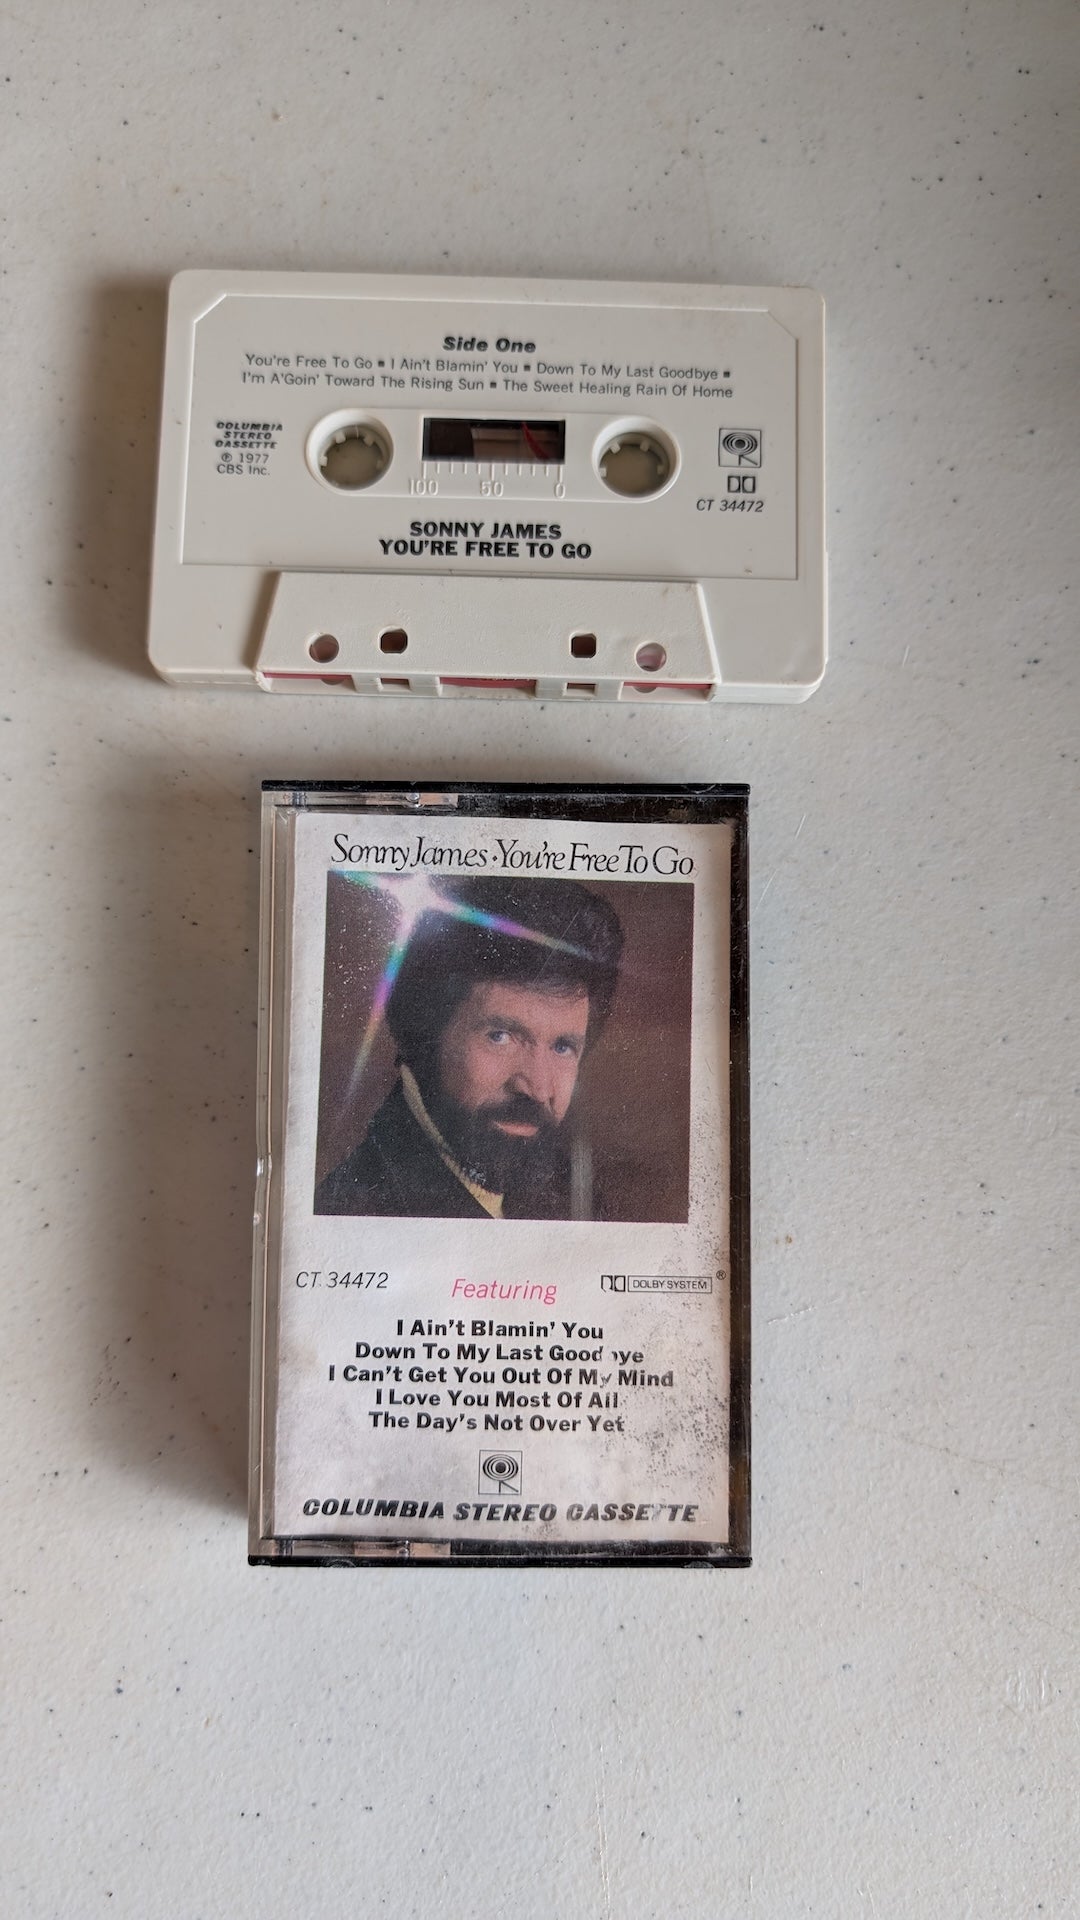 Side One
You're Free To Go ■ I Ain't Blamin' You ■ Down To My Last Goodbye ■
I'm A'Goin' Toward The Rising Sun ■ The Sweet Healing Rain Of Home
COLUMBIA
STEREO
CASSETTE
℗ 1977
CBS Inc.
100 50 0
CT 34472
SONNY JAMES
YOU'RE FREE TO GO
Sonny James • You're Free To Go
CT 34472
Featuring
DOLBY SYSTEM ®
I Ain't Blamin' You
Down To My Last Goodbye
I Can't Get You Out Of My Mind
I Love You Most Of All
The Day's Not Over Yet
COLUMBIA STEREO CASSETTE